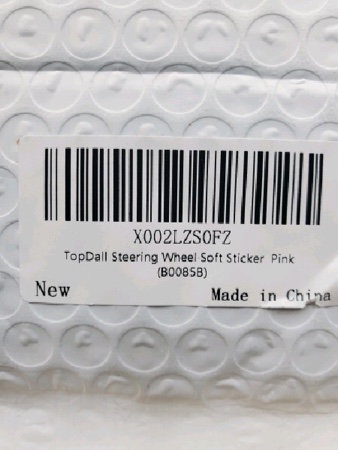 X002LZS0FZ
TopDall Steering Wheel Soft Sticker Pink
(B0085B)
New Made in China